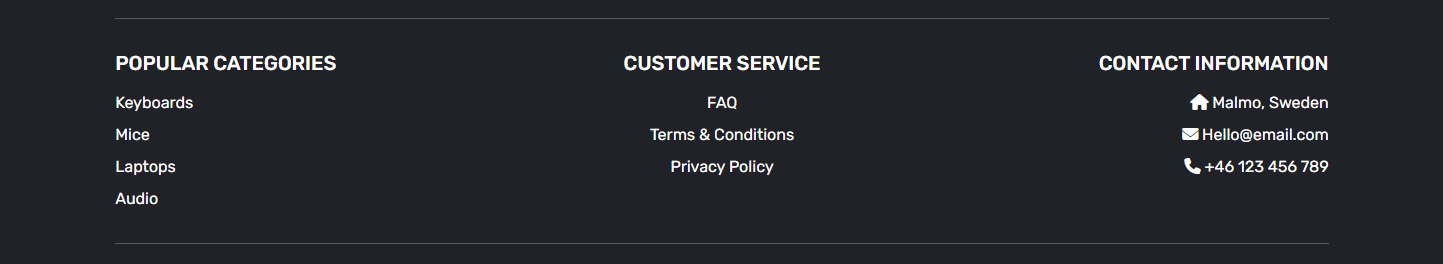 POPULAR CATEGORIES
Keyboards
Mice
Laptops
Audio
CUSTOMER SERVICE
FAQ
Terms & Conditions
Privacy Policy
CONTACT INFORMATION
Malmo, Sweden
Hello@email.com
+46 123 456 789